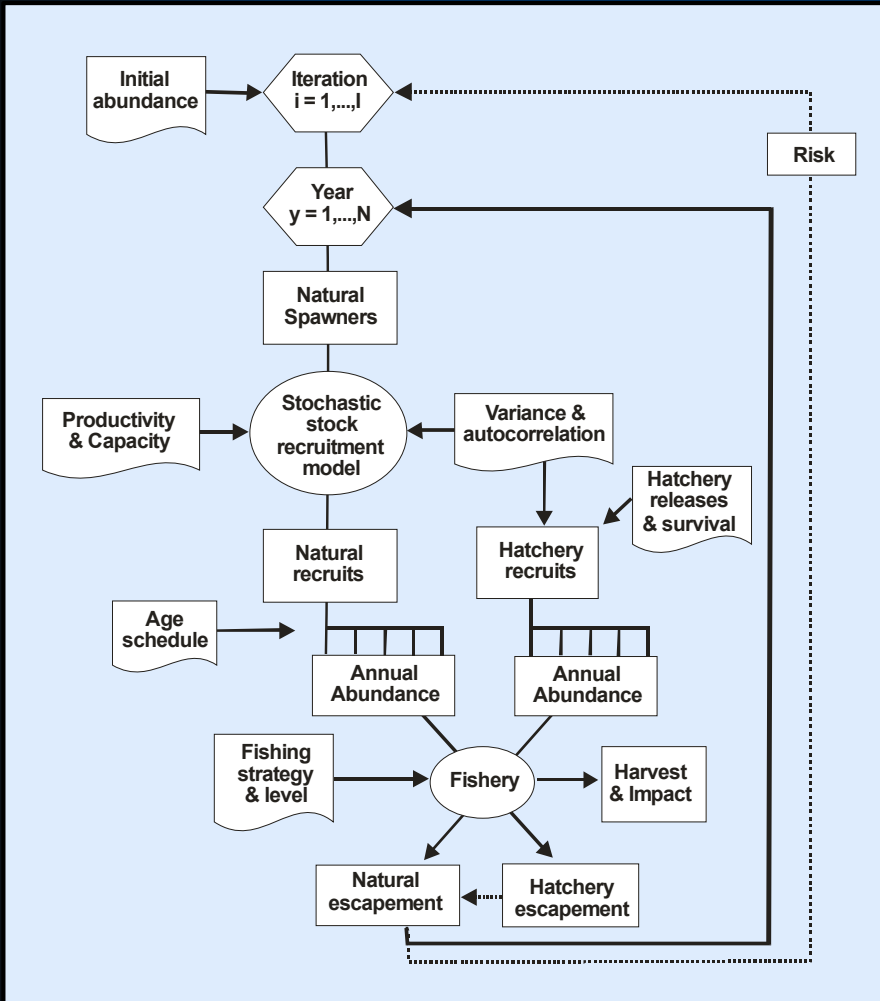 Initial
abundance
Iteration
i = 1,...,I
Risk
Year
y = 1,...,N
Natural
Spawners
Productivity
& Capacity
Stochastic
stock
recruitment
model
Variance &
autocorrelation
Hatchery
releases
& survival
Natural
recruits
Hatchery
recruits
Age
schedule
Annual
Abundance
Annual
Abundance
Fishing
strategy
& level
Fishery
Harvest
& Impact
Natural
escapement
Hatchery
escapement